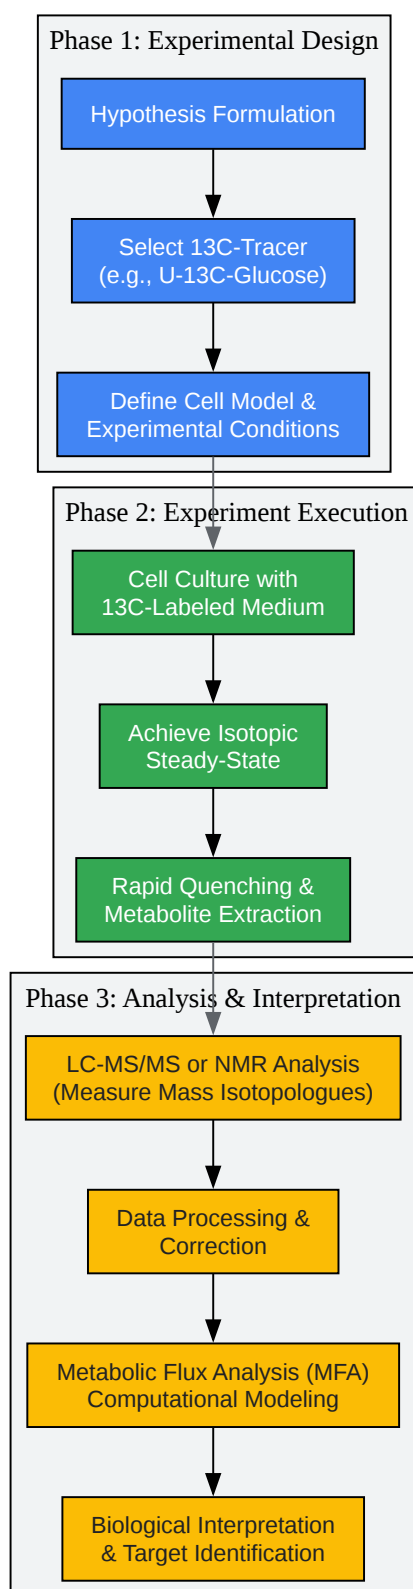 Phase 1: Experimental Design
Hypothesis Formulation
Select 13C-Tracer
(e.g., U-13C-Glucose)
Define Cell Model &
Experimental Conditions
Phase 2: Experiment Execution
Cell Culture with
13C-Labeled Medium
Achieve Isotopic
Steady-State
Rapid Quenching &
Metabolite Extraction
Phase 3: Analysis & Interpretation
LC-MS/MS or NMR Analysis
(Measure Mass Isotopologues)
Data Processing &
Correction
Metabolic Flux Analysis (MFA)
Computational Modeling
Biological Interpretation
& Target Identification